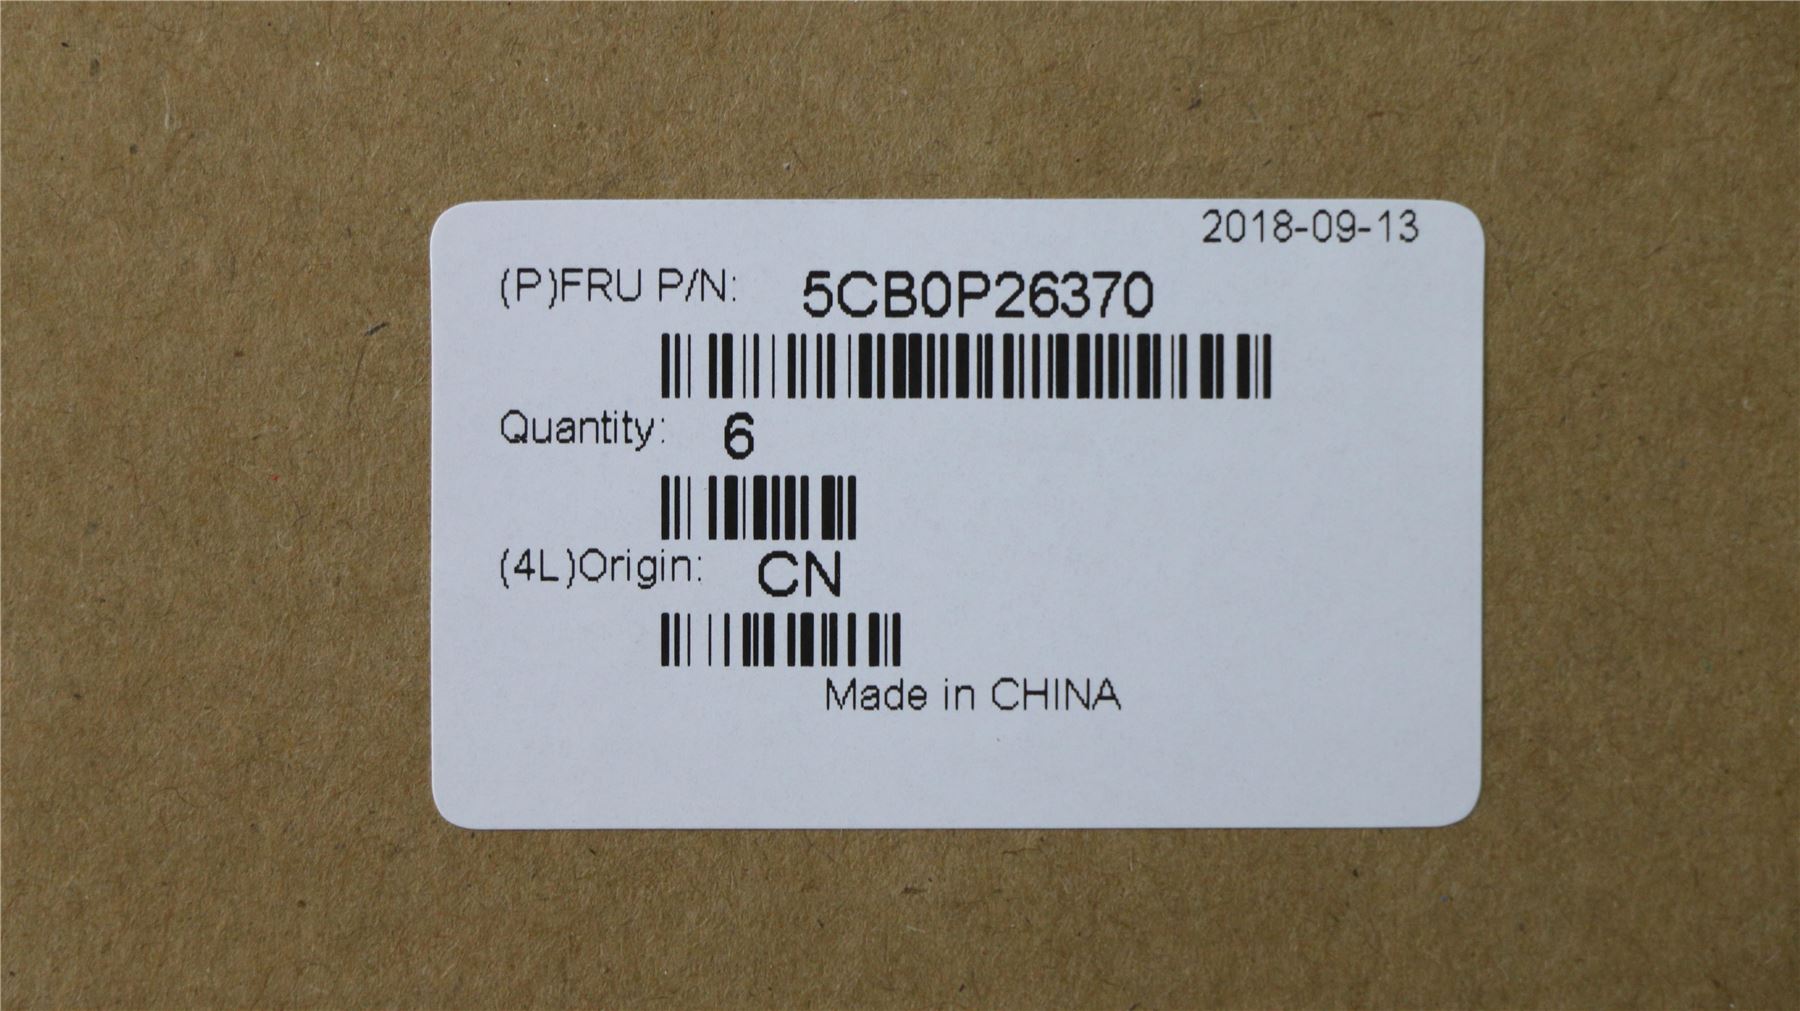 2018-09-13
(P)FRU P/N: 5CB0P26370
Quantity: 6
(4L)Origin: CN
Made in CHINA